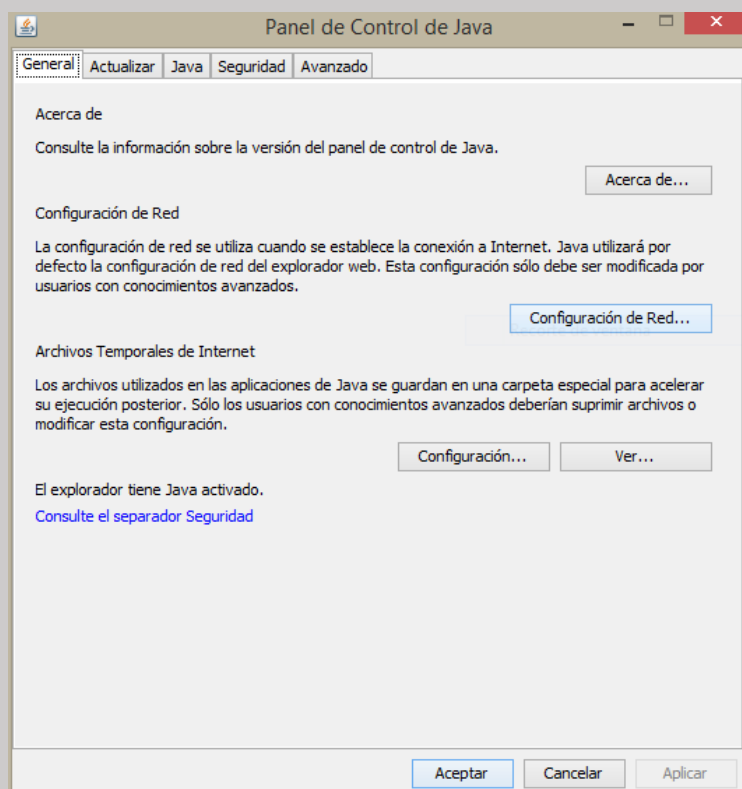 Panel de Control de Java
General Actualizar Java Seguridad Avanzado
Acerca de
Consulte la información sobre la versión del panel de control de Java.
Acerca de...
Configuración de Red
La configuración de red se utiliza cuando se establece la conexión a Internet. Java utilizará por
defecto la configuración de red del explorador web. Esta configuración sólo debe ser modificada por
usuarios con conocimientos avanzados.
Configuración de Red...
Archivos Temporales de Internet
Los archivos utilizados en las aplicaciones de Java se guardan en una carpeta especial para acelerar
su ejecución posterior. Sólo los usuarios con conocimientos avanzados deberían suprimir archivos o
modificar esta configuración.
Configuración... Ver...
El explorador tiene Java activado.
Consulte el separador Seguridad
Aceptar Cancelar Aplicar